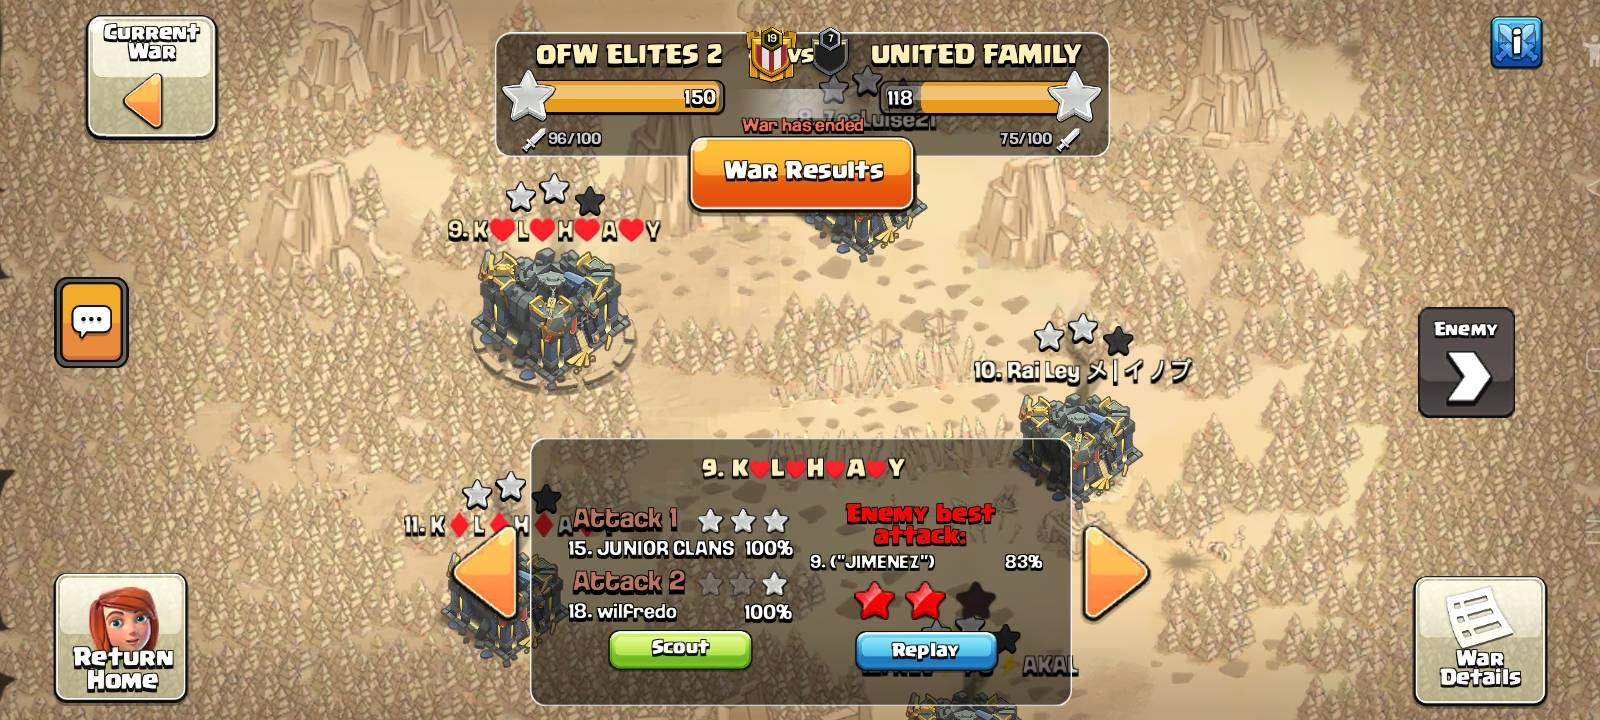 Current
War
OFW ELITES 2
19
vs
7
UNITED FAMILY
150
118
96/100
War has ended
75/100
War Results
9. K❤️L❤️H❤️A❤️Y
10. Rai Ley メ|イノブ
Enemy
9. K❤️L❤️H❤️A❤️Y
11. K♦️L♦️H♦️A
Attack 1
15. JUNIOR CLANS 100%
Attack 2
18. wilfredo 100%
Scout
Enemy best
attack:
9. ("JIMENEZ") 83%
Replay
AKAL
Return
Home
War
Details